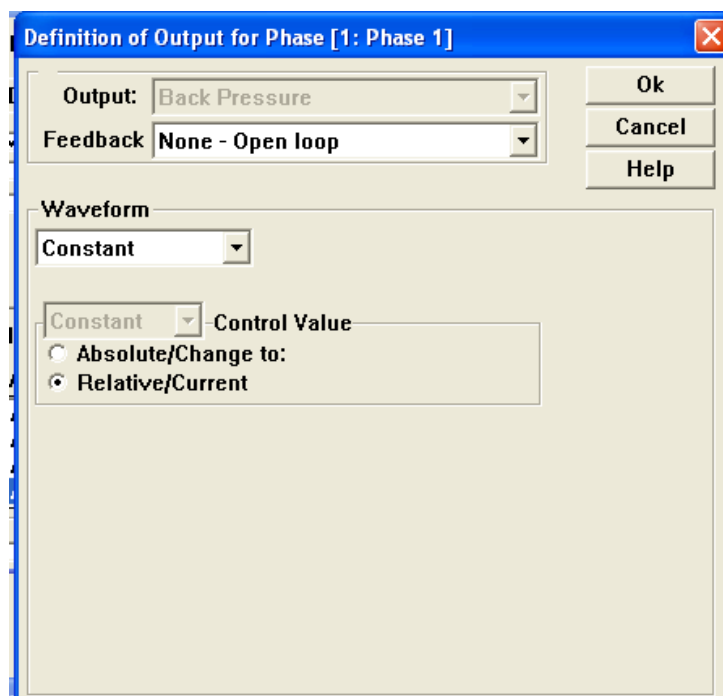 Definition of Output for Phase [1: Phase 1]
Output: Back Pressure
Ok
Feedback None - Open loop
Cancel
Help
Waveform
Constant
Constant Control Value
Absolute/Change to:
Relative/Current